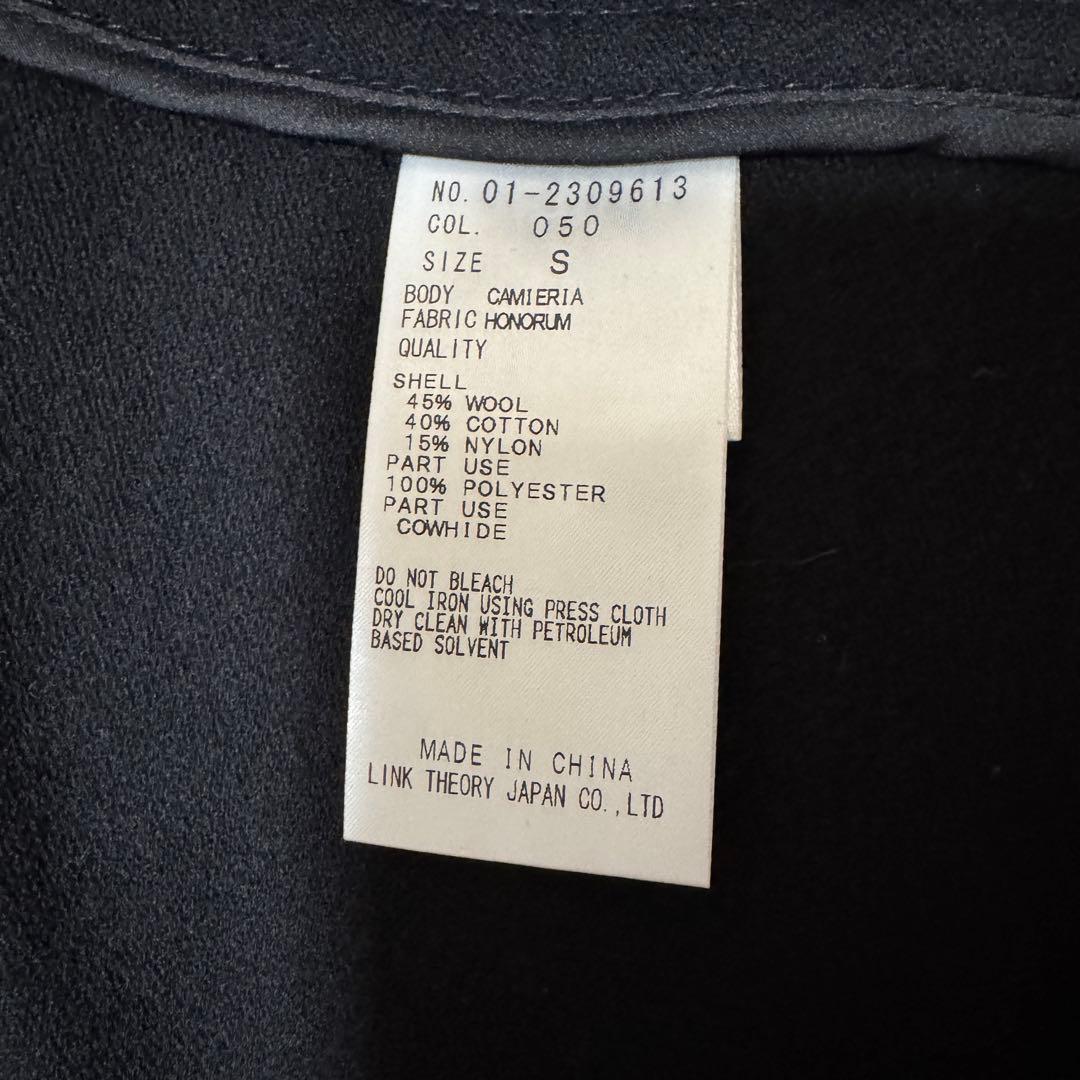 NO. 01-2309613
COL. 050
SIZE S
BODY CAMIERIA
FABRIC HONORUM
QUALITY
SHELL
45% WOOL
40% COTTON
15% NYLON
PART USE
100% POLYESTER
PART USE
COWHIDE
DO NOT BLEACH
COOL IRON USING PRESS CLOTH
DRY CLEAN WITH PETROLEUM
BASED SOLVENT
MADE IN CHINA
LINK THEORY JAPAN CO.,LTD